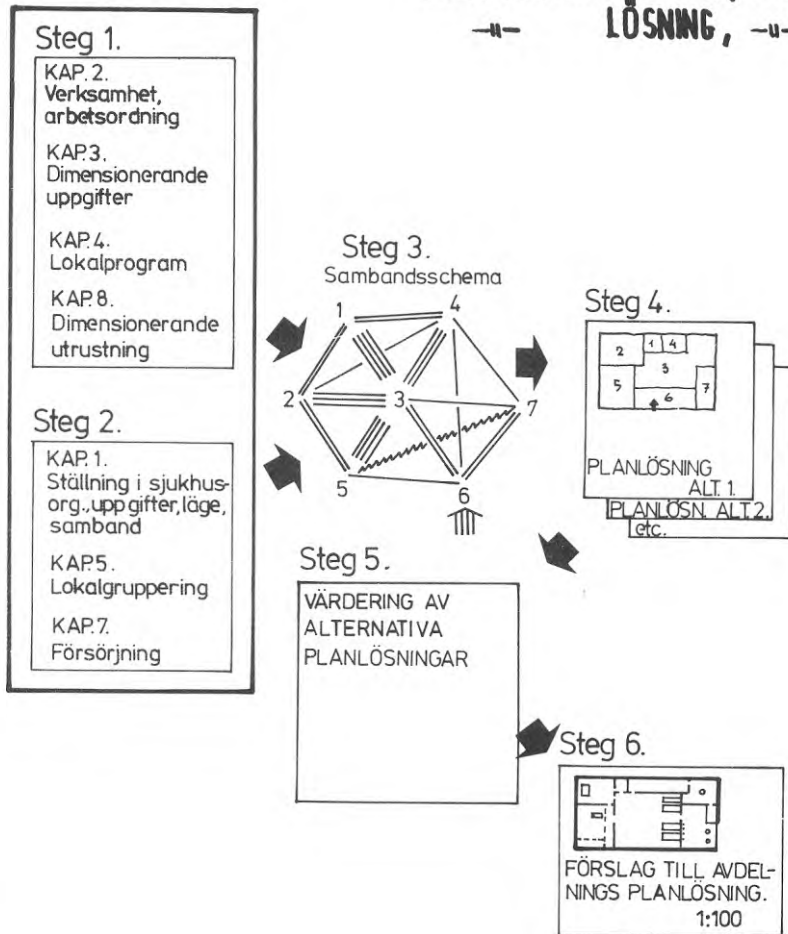 LÖSNING,
Steg 1.
KAP. 2.
Verksamhet,
arbetsordning
KAP.3.
Dimensionerande
uppgifter
KAP. 4.
Lokalprogram
KAP. 8.
Dimensionerande
utrustning
Steg 2.
KAP. 1.
Ställning i sjukhus-
org., uppgifter, läge,
samband
KAP. 5.
Lokalgruppering
KAP. 7.
Försörjning
Steg 3.
Sambandsschema
1 4
2 3 7
5 6
Steg 4.
2 1 4
3
5 6 7
PLANLÖSNING
ALT. 1.
PLANLÖSN. ALT.2.
etc.
Steg 5.
VÄRDERING AV
ALTERNATIVA
PLANLÖSNINGAR
Steg 6.
FÖRSLAG TILL AVDEL-
NINGS PLANLÖSNING.
1:100